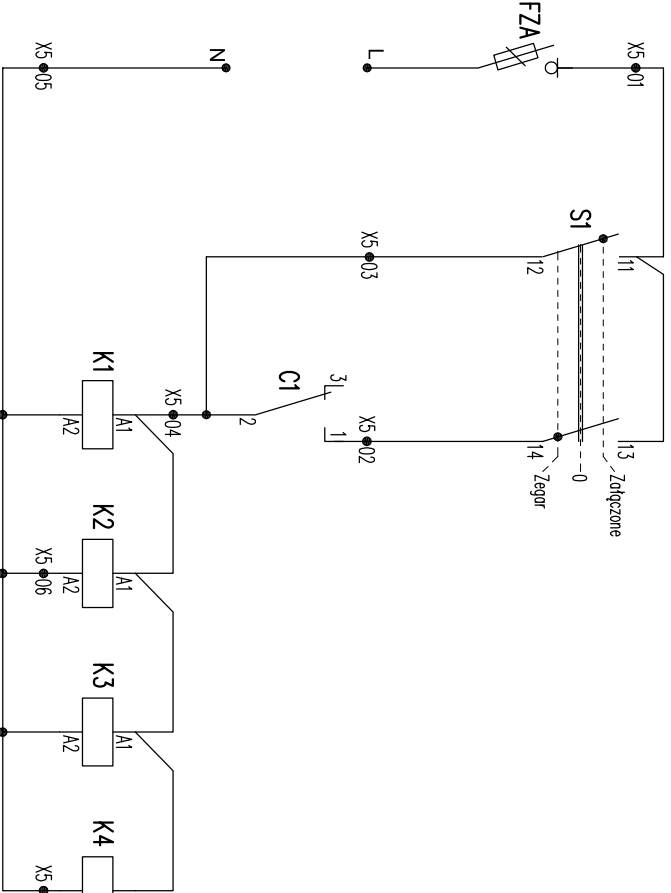 FZA
X5 01
L
N
X5 05
S1
11
12
13
14
Załączone
0
Zegar
X5 03
X5 02
C1
3
1
2
X5 04
K1
A1
A2
K2
A1
A2
X5 06
K3
A1
A2
K4
X5